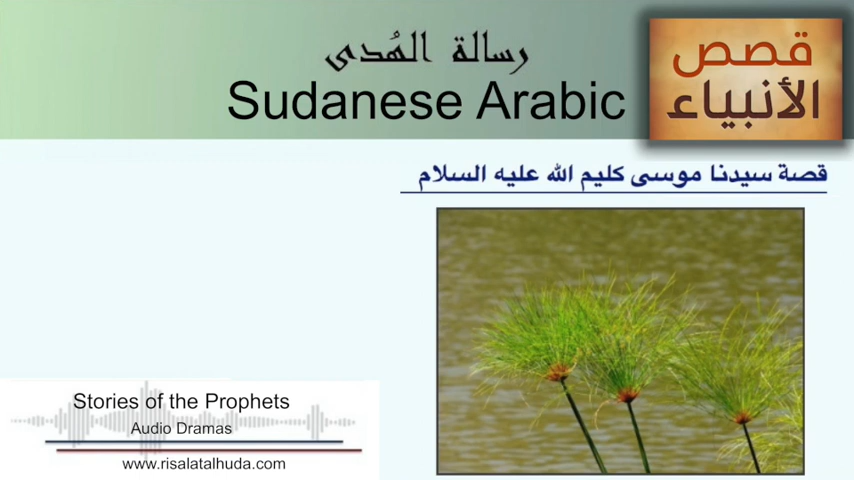 رسالة الهُدى
Sudanese Arabic
قصص
الأنبياء
قصة سيدنا موسى كليم الله عليه السلام
Stories of the Prophets
Audio Dramas
www.risalatalhuda.com